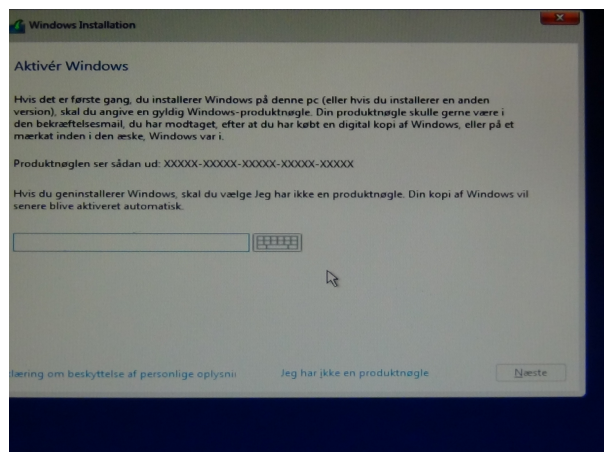 Windows Installation
Aktivér Windows
Hvis det er første gang, du installerer Windows på denne pc (eller hvis du installerer en anden
version), skal du angive en gyldig Windows-produktnøgle. Din produktnøgle skulle gerne være i
den bekræftelsesmail, du har modtaget, efter at du har købt en digital kopi af Windows, eller på et
mærkat inden i den æske, Windows var i.
Produktnøglen ser sådan ud: XXXXX-XXXXX-XXXXX-XXXXX-XXXXX
Hvis du geninstallerer Windows, skal du vælge Jeg har ikke en produktnøgle. Din kopi af Windows vil
senere blive aktiveret automatisk.
læring om beskyttelse af personlige oplysni Jeg har ikke en produktnøgle Næste